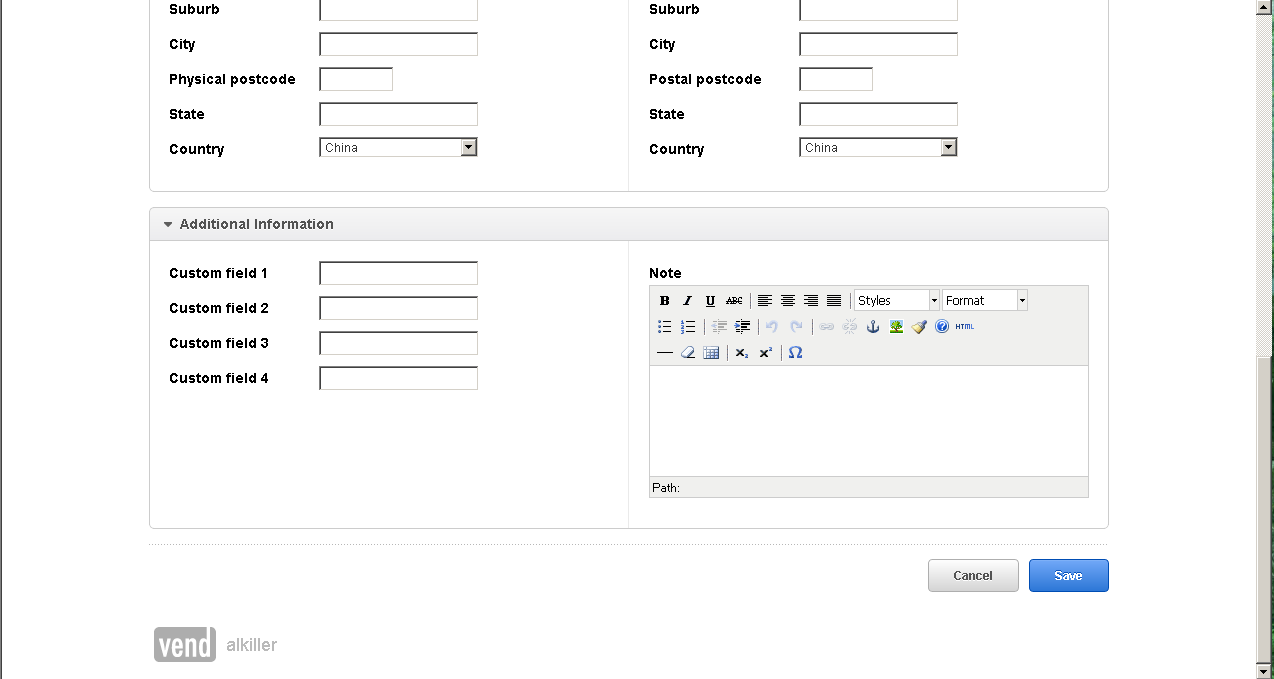 Suburb
Suburb
City
City
Physical postcode
Postal postcode
State
State
Country China
Country China
Additional Information
Custom field 1
Custom field 2
Custom field 3
Custom field 4
Note
B I U ABC Styles Format
HTML
Path:
Cancel Save
vend alkiller